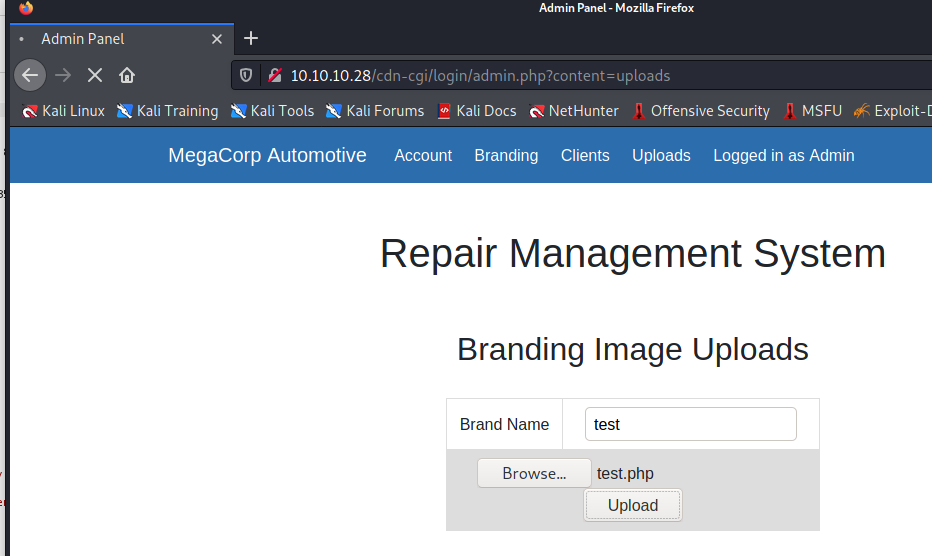 Admin Panel - Mozilla Firefox
Admin Panel
10.10.10.28/cdn-cgi/login/admin.php?content=uploads
Kali Linux Kali Training Kali Tools Kali Forums Kali Docs NetHunter Offensive Security MSFU Exploit-D
MegaCorp Automotive Account Branding Clients Uploads Logged in as Admin
Repair Management System
Branding Image Uploads
Brand Name test
Browse... test.php
Upload